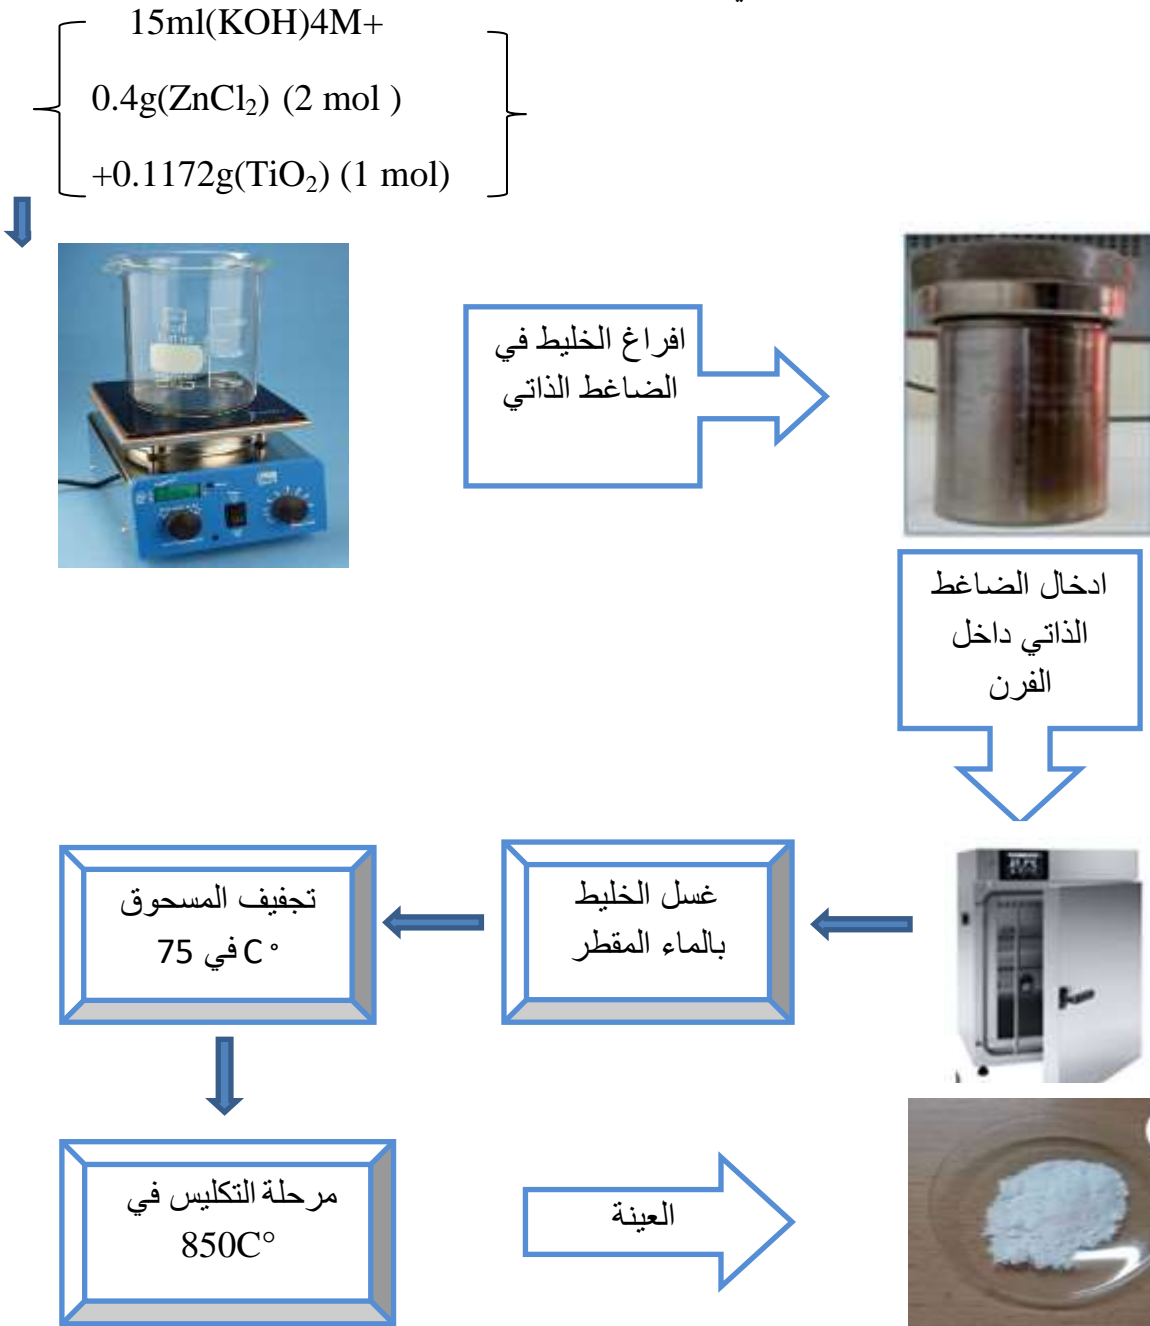 15ml(KOH)4M+
0.4g(ZnCl₂) (2 mol )
+0.1172g(TiO₂) (1 mol)
افراغ الخليط في
الضاغط الذاتي
ادخال الضاغط
الذاتي داخل
الفرن
غسل الخليط
بالماء المقطر
تجفيف المسحوق
في 75 C °
مرحلة التكليس في
850C°
العينة